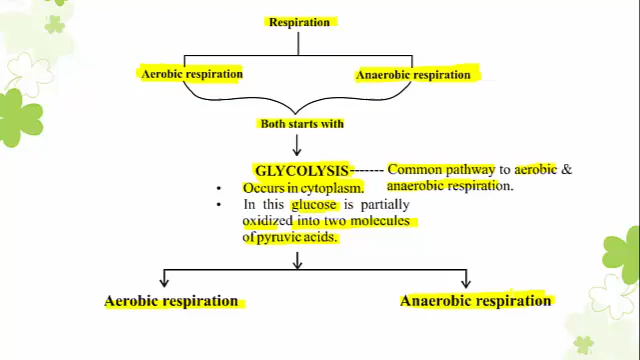 Respiration
Aerobic respiration Anaerobic respiration
Both starts with
GLYCOLYSIS------- Common pathway to aerobic &
anaerobic respiration.
• Occurs in cytoplasm.
• In this glucose is partially
oxidized into two molecules
of pyruvic acids.
Aerobic respiration Anaerobic respiration